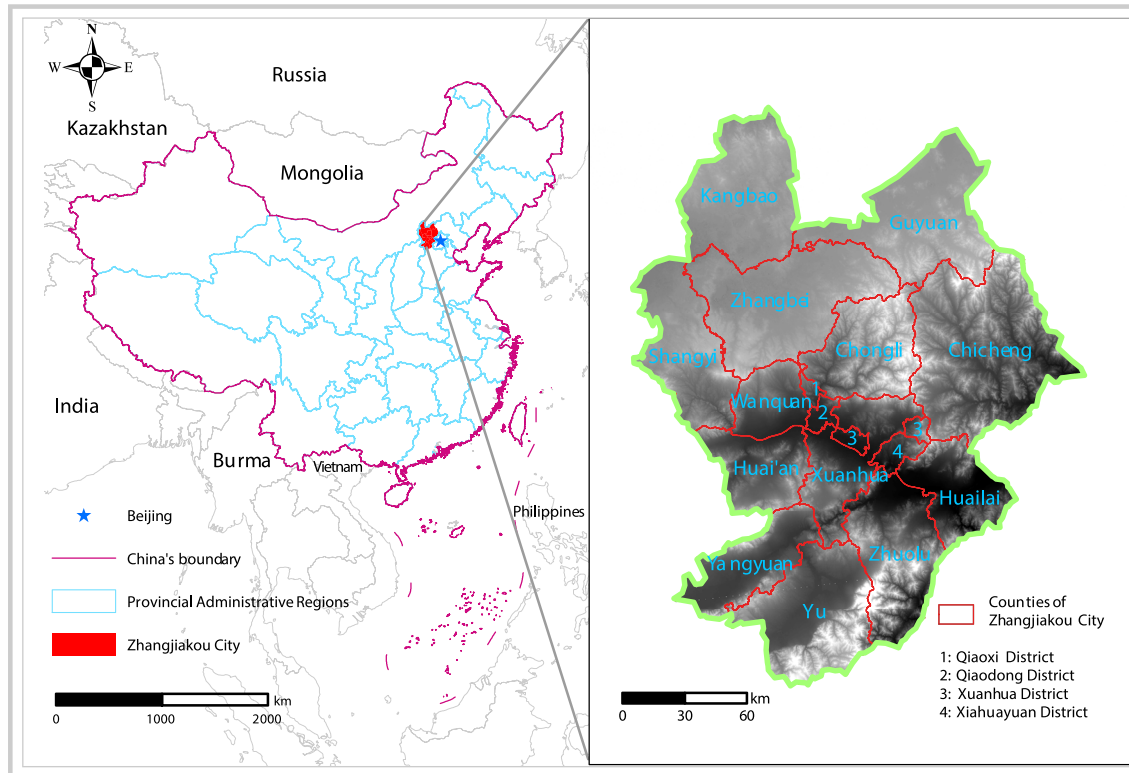 N
W E
S
Russia
Kazakhstan
Mongolia
India
Burma
Vietnam
Philippines
Beijing
China's boundary
Provincial Administrative Regions
Zhangjiakou City
km
0 1000 2000
Kangbao
Guyuan
Zhangbo
Shangyi
Chongli
Chicheng
1
Wanquan
2
3
3
4
Huai'an
Xuanhua
Huailai
Yangyuan
Zhuolu
Yu
Counties of
Zhangjiakou City
1: Qiaoxi District
2: Qiaodong District
3: Xuanhua District
4: Xiahuayuan District
km
0 30 60